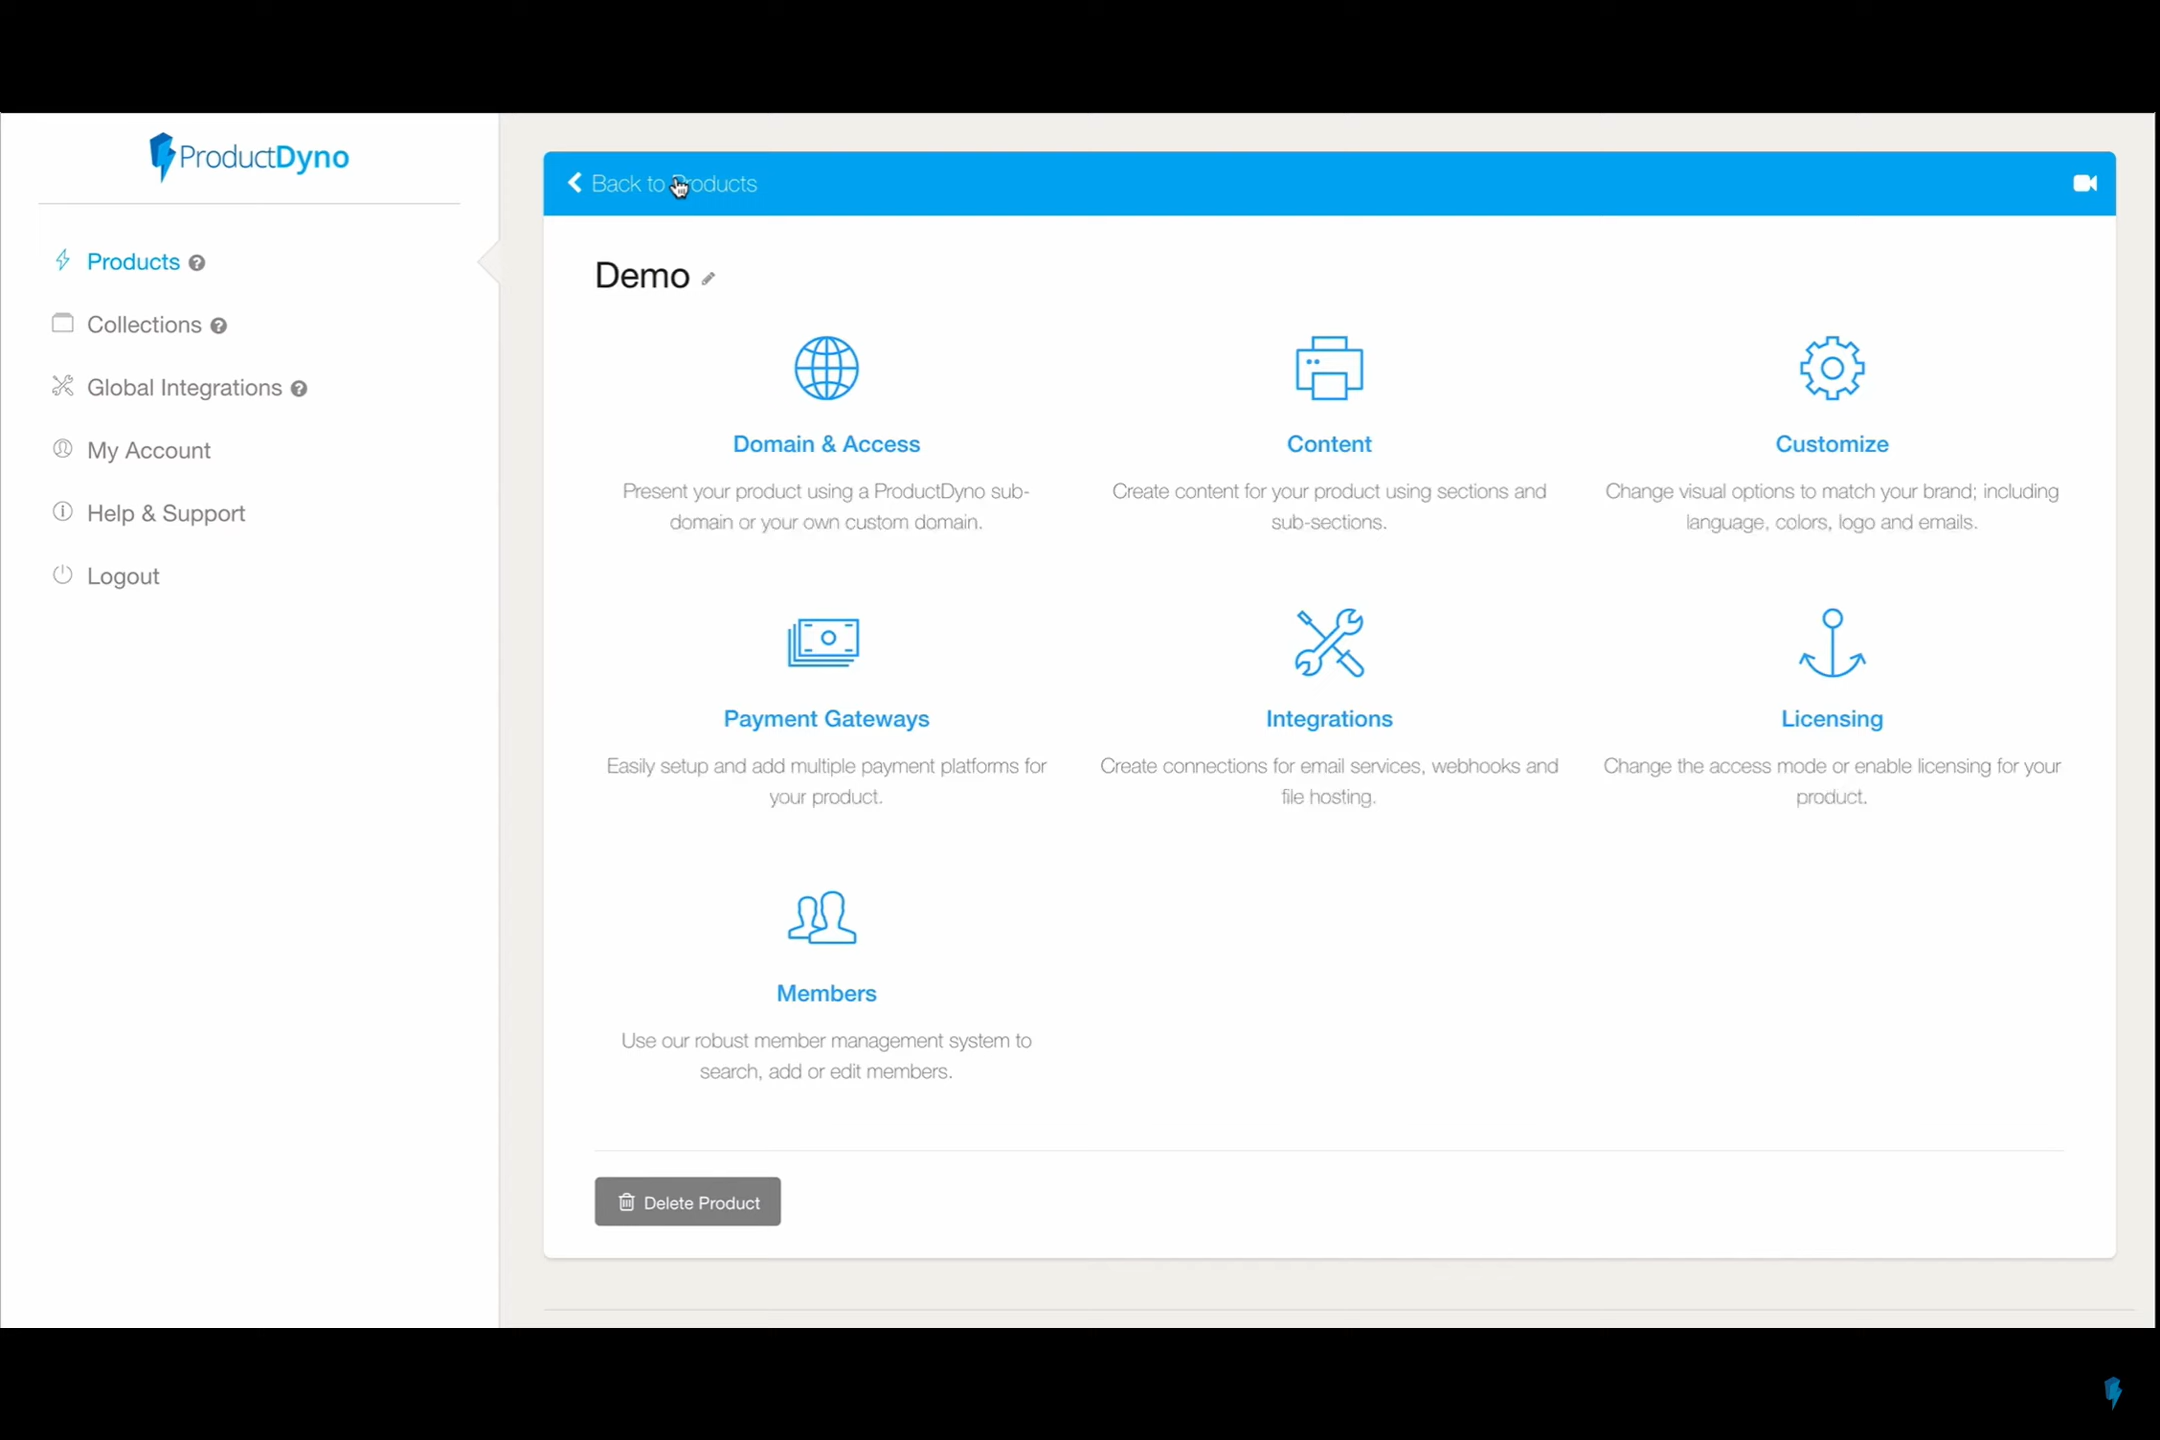 ProductDyno
Products
Collections
Global Integrations
My Account
Help & Support
Logout
Back to Products
Demo
Domain & Access
Present your product using a ProductDyno sub-
domain or your own custom domain.
Content
Create content for your product using sections and
sub-sections.
Customize
Change visual options to match your brand; including
language, colors, logo and emails.
Payment Gateways
Easily setup and add multiple payment platforms for
your product.
Integrations
Create connections for email services, webhooks and
file hosting.
Licensing
Change the access mode or enable licensing for your
product.
Members
Use our robust member management system to
search, add or edit members.
Delete Product